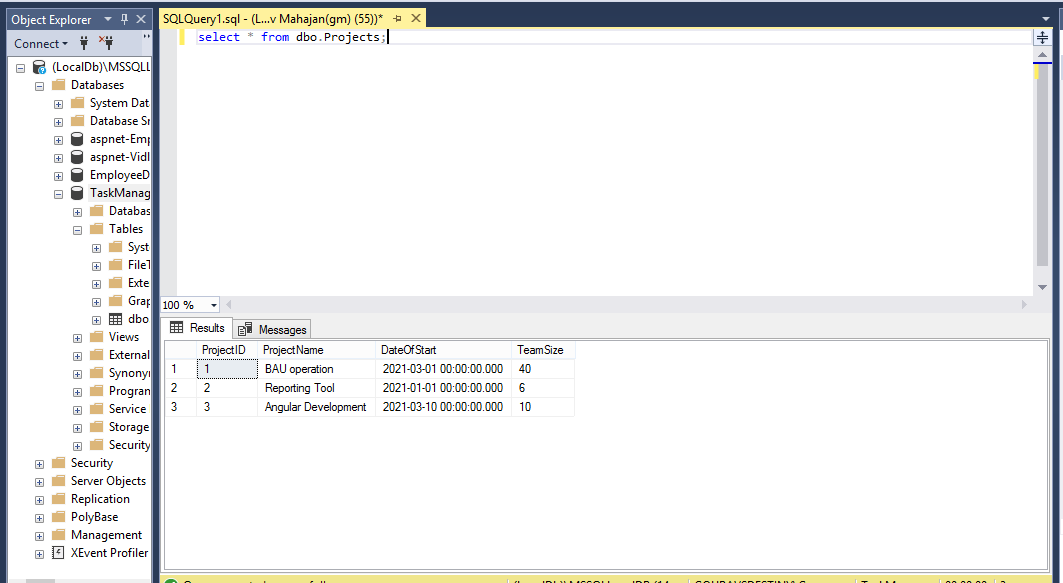 Object Explorer
Connect
(LocalDb)\MSSQLL
Databases
System Dat
Database Sn
aspnet-Emp
aspnet-Vidl
EmployeeD
TaskManag
Databas
Tables
Syst
FileT
Exte
Grap
dbo
Views
External
Synonyr
Program
Service
Storage
Security
Security
Server Objects
Replication
PolyBase
Management
XEvent Profiler
SQLQuery1.sql - (L...v Mahajan(gm) (55))*
select * from dbo.Projects;
100 %
Results Messages
ProjectID ProjectName DateOfStart TeamSize
1 1 BAU operation 2021-03-01 00:00:00.000 40
2 2 Reporting Tool 2021-01-01 00:00:00.000 6
3 3 Angular Development 2021-03-10 00:00:00.000 10